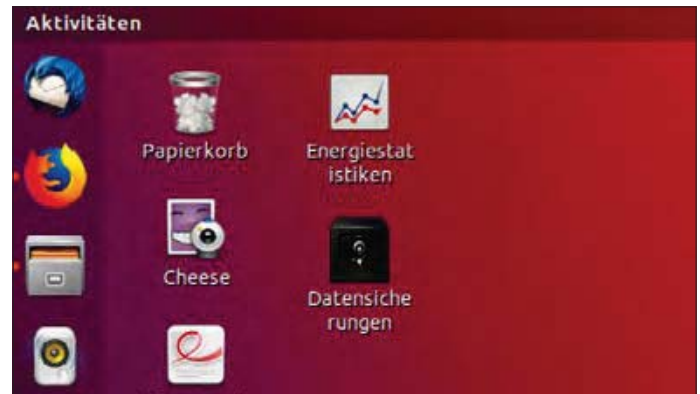 Aktivitäten
Papierkorb
Energiestat
istiken
Cheese
Datensiche
rungen